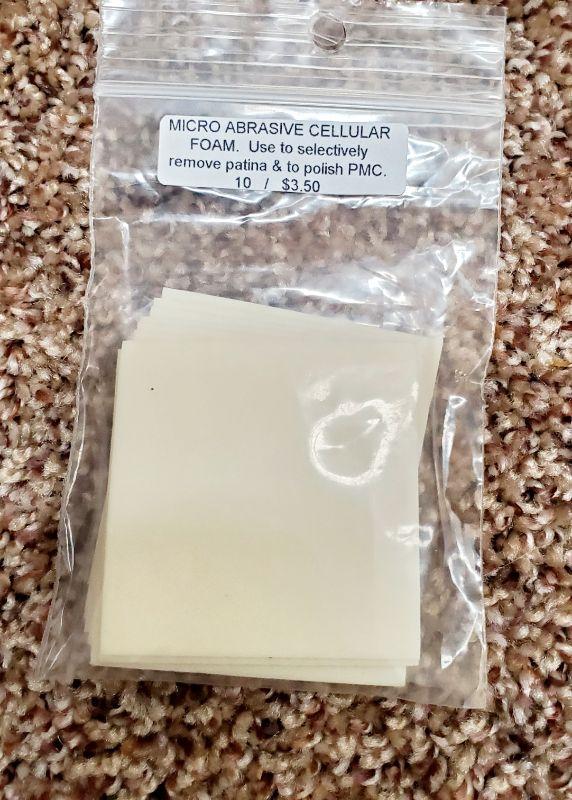 MICRO ABRASIVE CELLULAR
FOAM. Use to selectively
remove patina & to polish PMC.
10 / $3.50